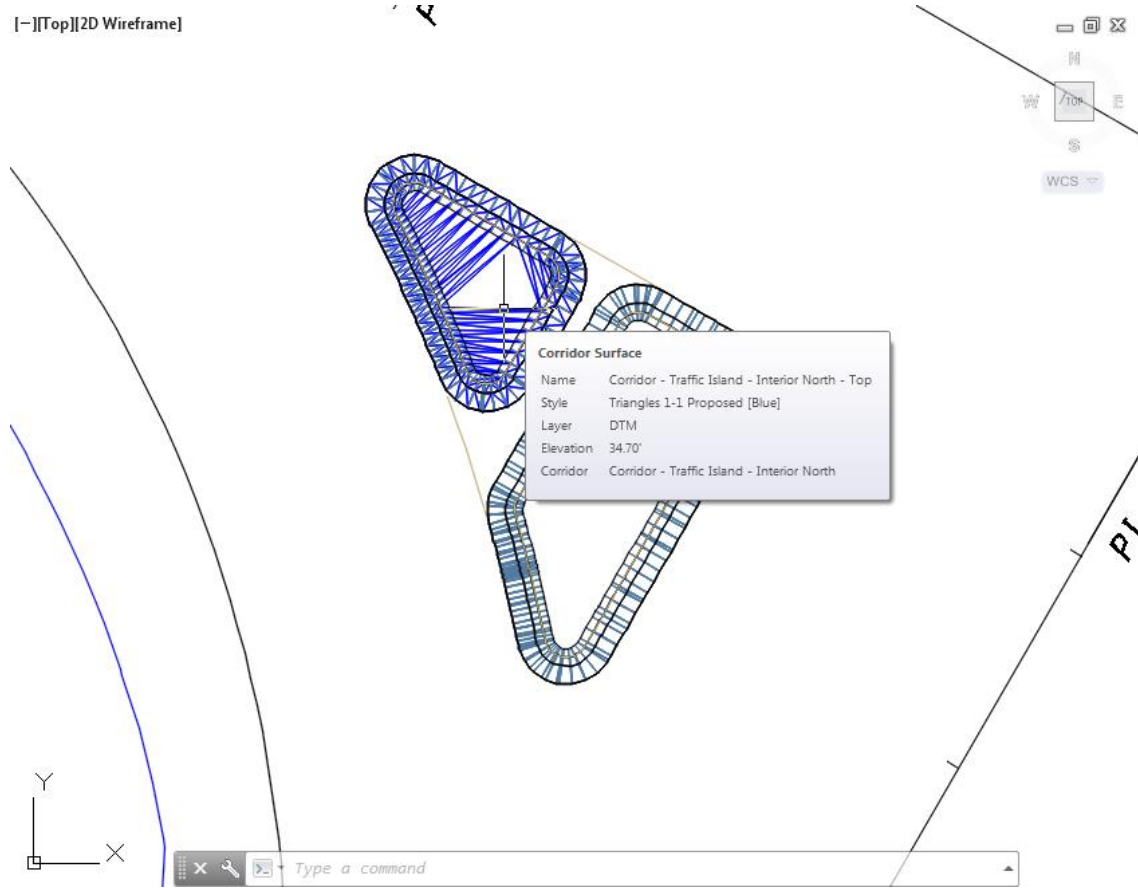 [−][Top][2D Wireframe]
N
W
TOP
E
S
WCS
Corridor Surface
Name Corridor - Traffic Island - Interior North - Top
Style Triangles 1-1 Proposed [Blue]
Layer DTM
Elevation 34.70'
Corridor Corridor - Traffic Island - Interior North
PI
Y
X
Type a command